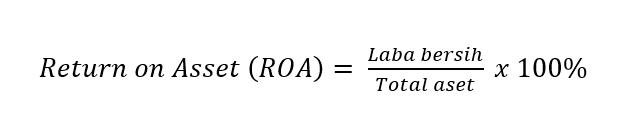 Return on Asset (ROA) = Laba bersih / Total aset x 100%